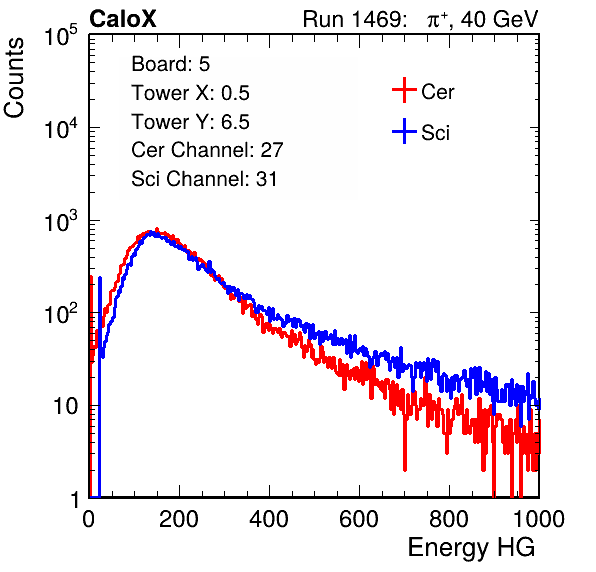 CaloX Run 1469: π⁺, 40 GeV
Counts
10⁵
10⁴
10³
10²
10
1
Board: 5
Tower X: 0.5
Tower Y: 6.5
Cer Channel: 27
Sci Channel: 31
Cer
Sci
0 200 400 600 800 1000
Energy HG